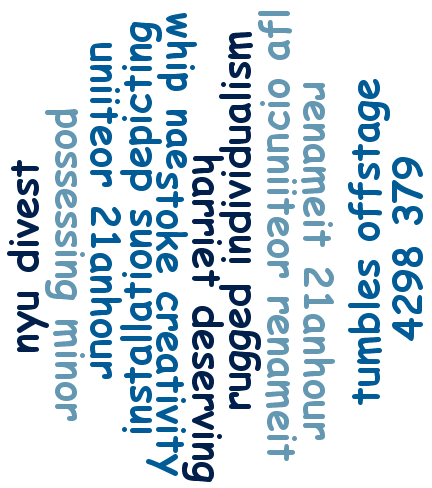 nyu divest
possessing minor
uniiteor 21anhour
installations depicting
whip naestoke creativity
harriet deserving
rugged individualism
afl oicuniiteor renameit
renameit 21anhour
tumbles offstage
4298 379